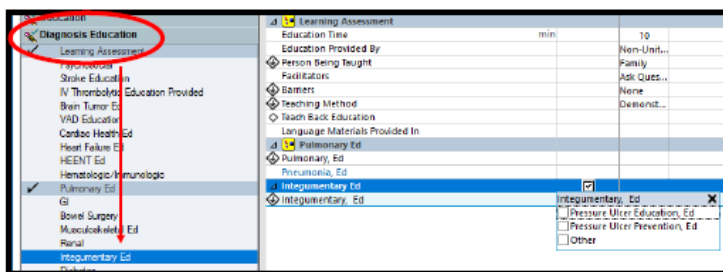 Education
Diagnosis Education
Learning Assessment
Psychosocial
Stroke Education
IV Thrombolytic Education Provided
Brain Tumor Ed
VAD Education
Cardiac Health Ed
Heart Failure Ed
HEENT Ed
Hematologic/Immunologic
Pulmonary Ed
GI
Bowel Surgery
Musculoskeletal Ed
Renal
Integumentary Ed
Diabetes
Learning Assessment
Education Time min 10
Education Provided By Non-Unit...
Person Being Taught Family
Facilitators Ask Ques...
Barriers None
Teaching Method Demonst...
Teach Back Education
Language Materials Provided In
Pulmonary Ed
Pulmonary, Ed
Pneumonia, Ed
Integumentary Ed
Integumentary, Ed
Integumentary, Ed X
Pressure Ulcer Education, Ed
Pressure Ulcer Prevention, Ed
Other